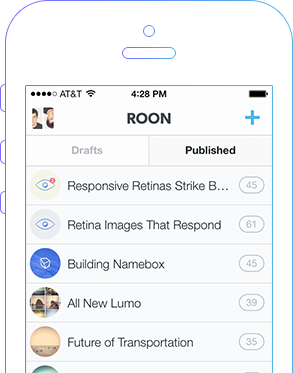 AT&T 4:28 PM
ROON
Drafts Published
Responsive Retinas Strike B... 45
Retina Images That Respond 61
Building Namebox 45
All New Lumo 39
Future of Transportation 35